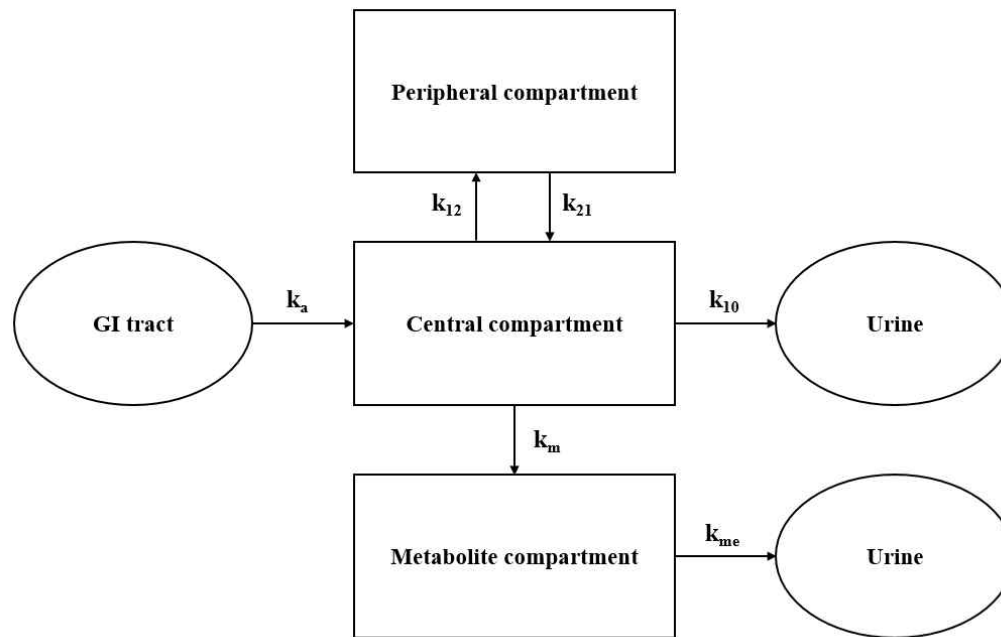 Peripheral compartment
k12 k21
GI tract
ka
Central compartment
k10
Urine
km
Metabolite compartment
kme
Urine